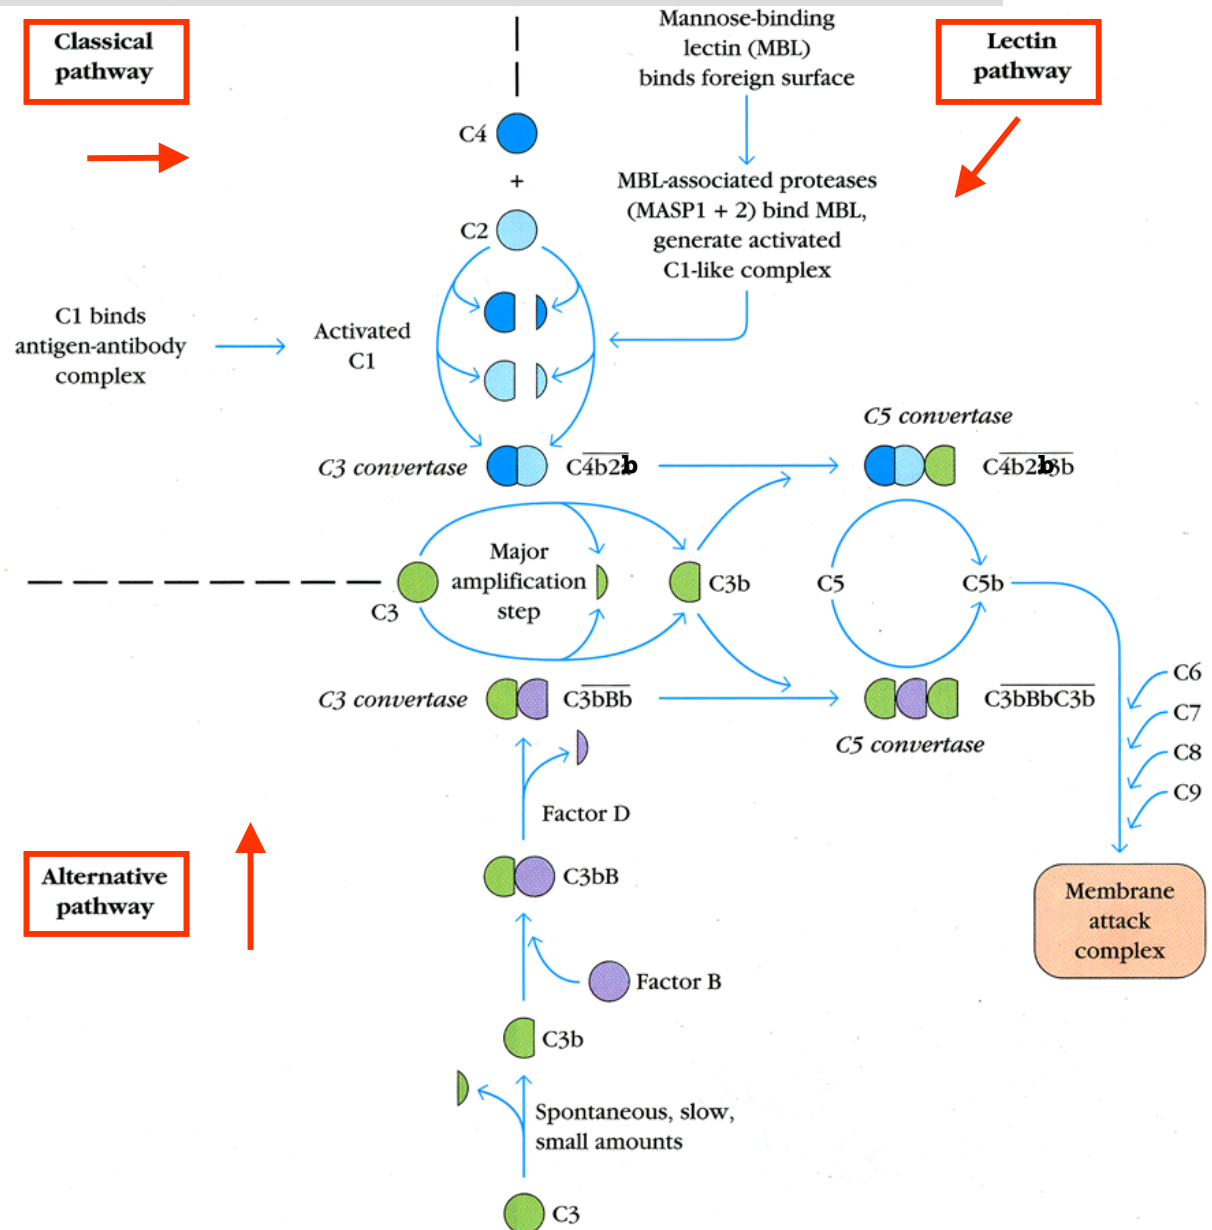 Classical
pathway
Mannose-binding
lectin (MBL)
binds foreign surface
Lectin
pathway
C4
+
C2
MBL-associated proteases
(MASP1 + 2) bind MBL,
generate activated
C1-like complex
C1 binds
antigen-antibody
complex
Activated
C1
C5 convertase
C3 convertase
C4b2b
C4b2b3b
Major
amplification
step
C3
C3b
C5
C5b
C3 convertase
C3bBb
C3bBbC3b
C5 convertase
C6
C7
C8
C9
Factor D
Alternative
pathway
C3bB
Membrane
attack
complex
Factor B
C3b
Spontaneous, slow,
small amounts
C3